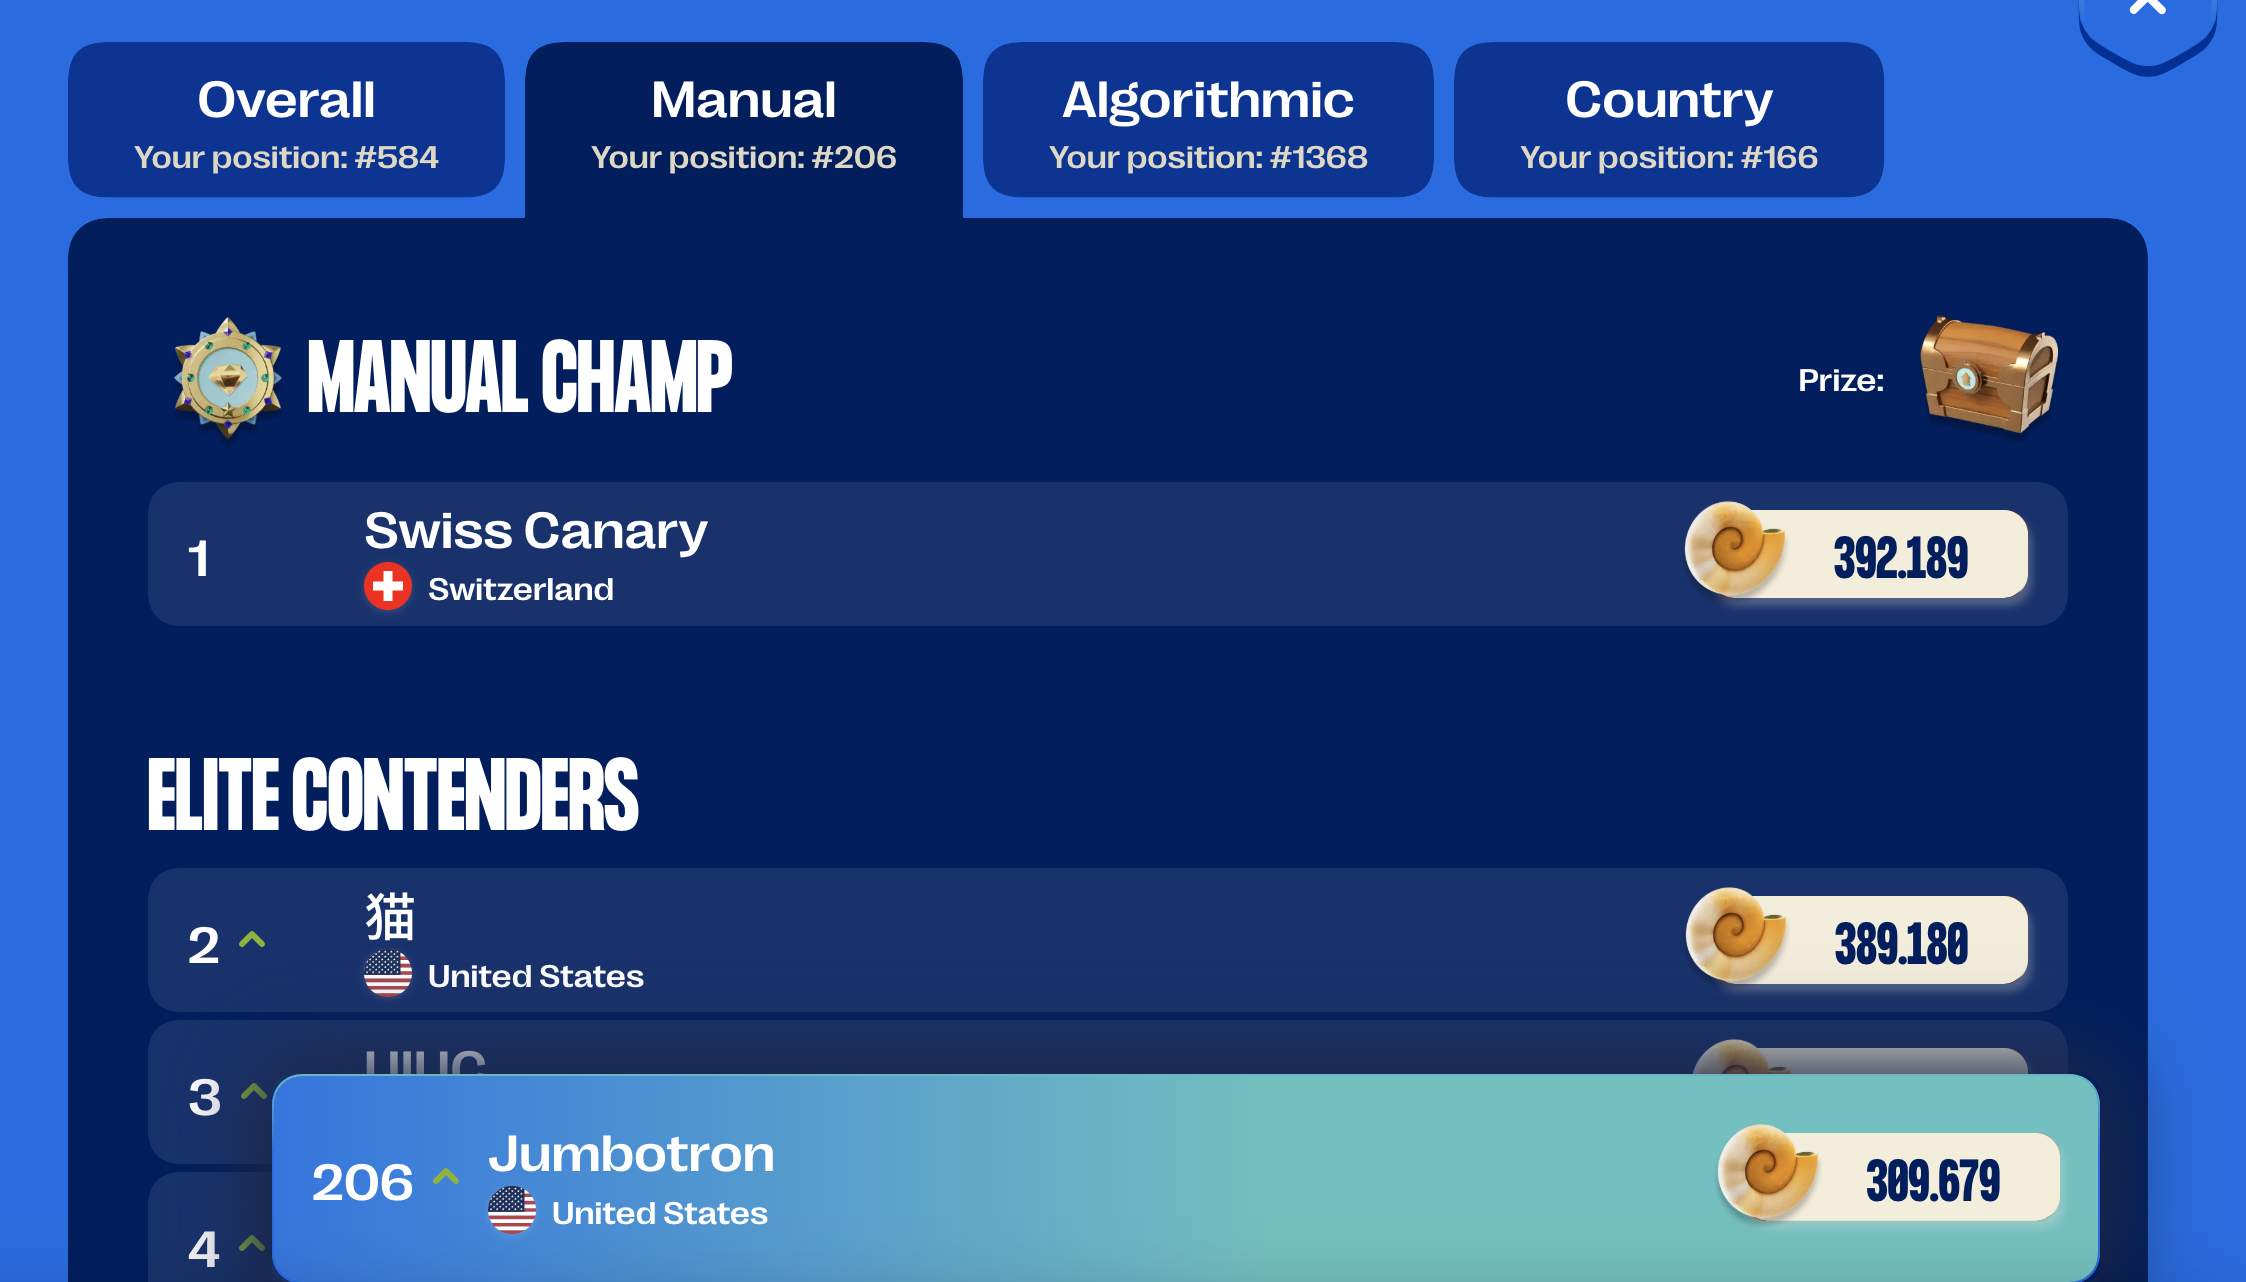 Overall
Your position: #584
Manual
Your position: #206
Algorithmic
Your position: #1368
Country
Your position: #166
MANUAL CHAMP
Prize:
1
Swiss Canary
Switzerland
392.189
ELITE CONTENDERS
2
猫
United States
389.180
3
206
Jumbotron
United States
309.679
4